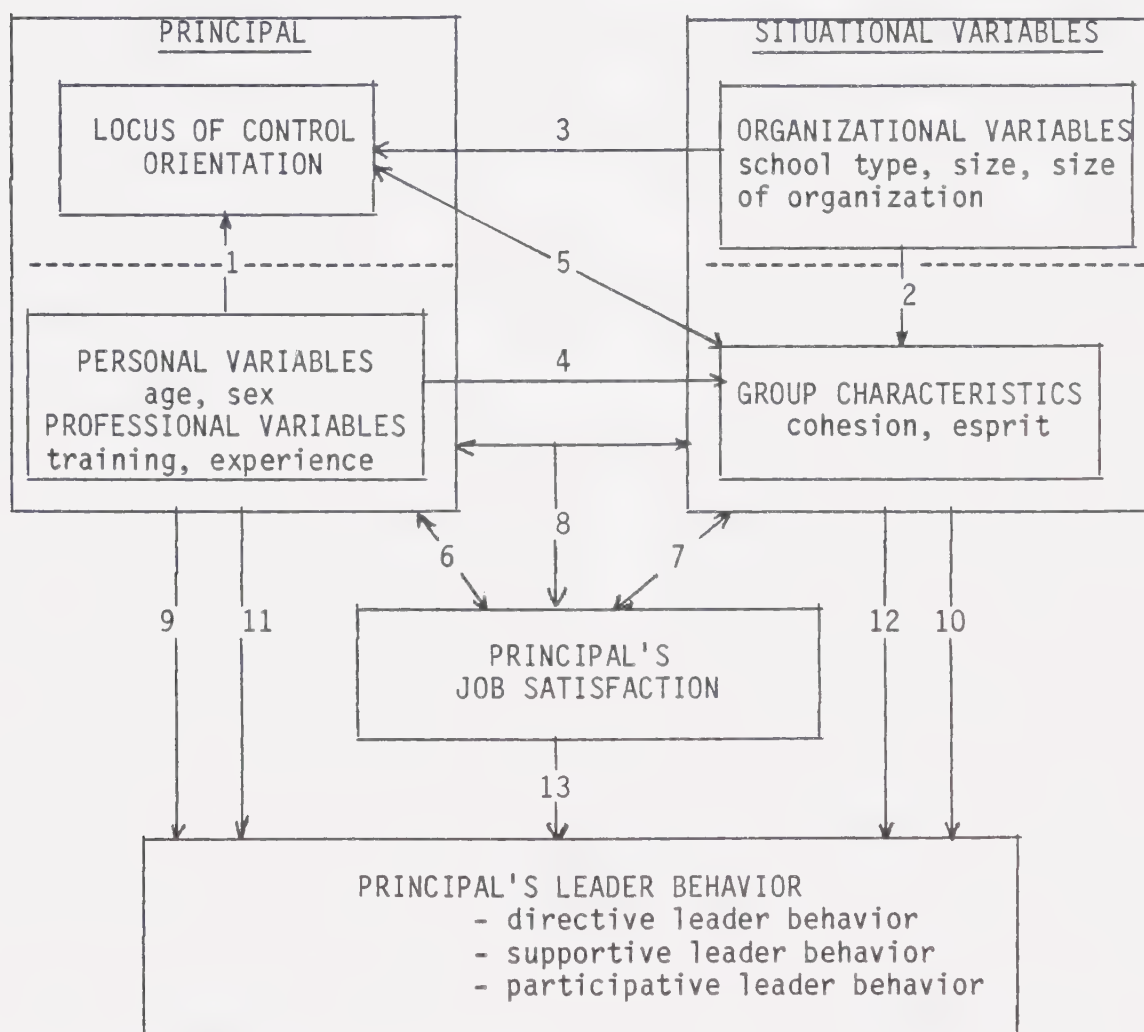 PRINCIPAL
SITUATIONAL VARIABLES
LOCUS OF CONTROL
ORIENTATION
3
ORGANIZATIONAL VARIABLES
school type, size, size
of organization
1
5
2
PERSONAL VARIABLES
age, sex
PROFESSIONAL VARIABLES
training, experience
4
GROUP CHARACTERISTICS
cohesion, esprit
6
8
7
9
11
12
10
PRINCIPAL'S
JOB SATISFACTION
13
PRINCIPAL'S LEADER BEHAVIOR
- directive leader behavior
- supportive leader behavior
- participative leader behavior